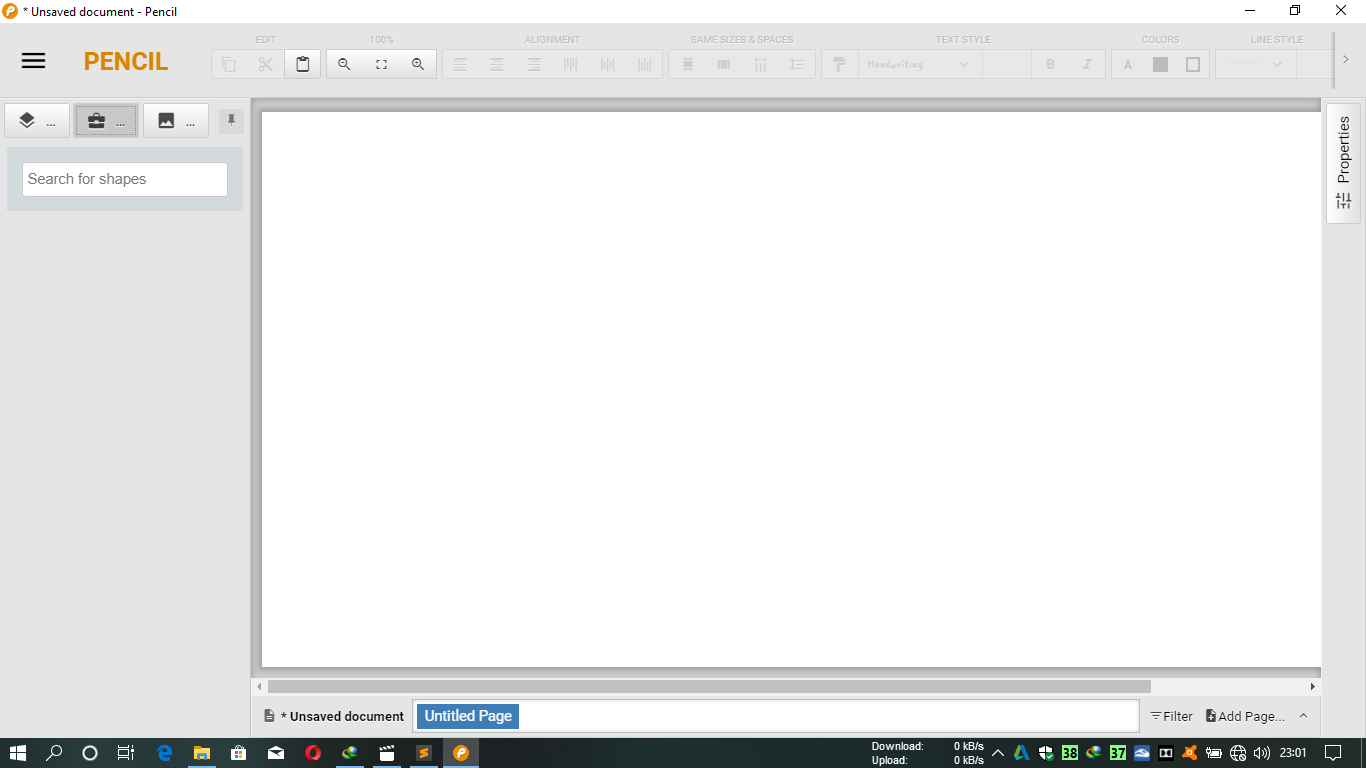 * Unsaved document - Pencil
EDIT
100%
ALIGNMENT
SAME SIZES & SPACES
TEXT STYLE
COLORS
LINE STYLE
PENCIL
Handwriting
B
I
A
...
...
...
Search for shapes
Properties
* Unsaved document
Untitled Page
Filter
Add Page...
Download: 0 kB/s
Upload: 0 kB/s
38
37
23:01